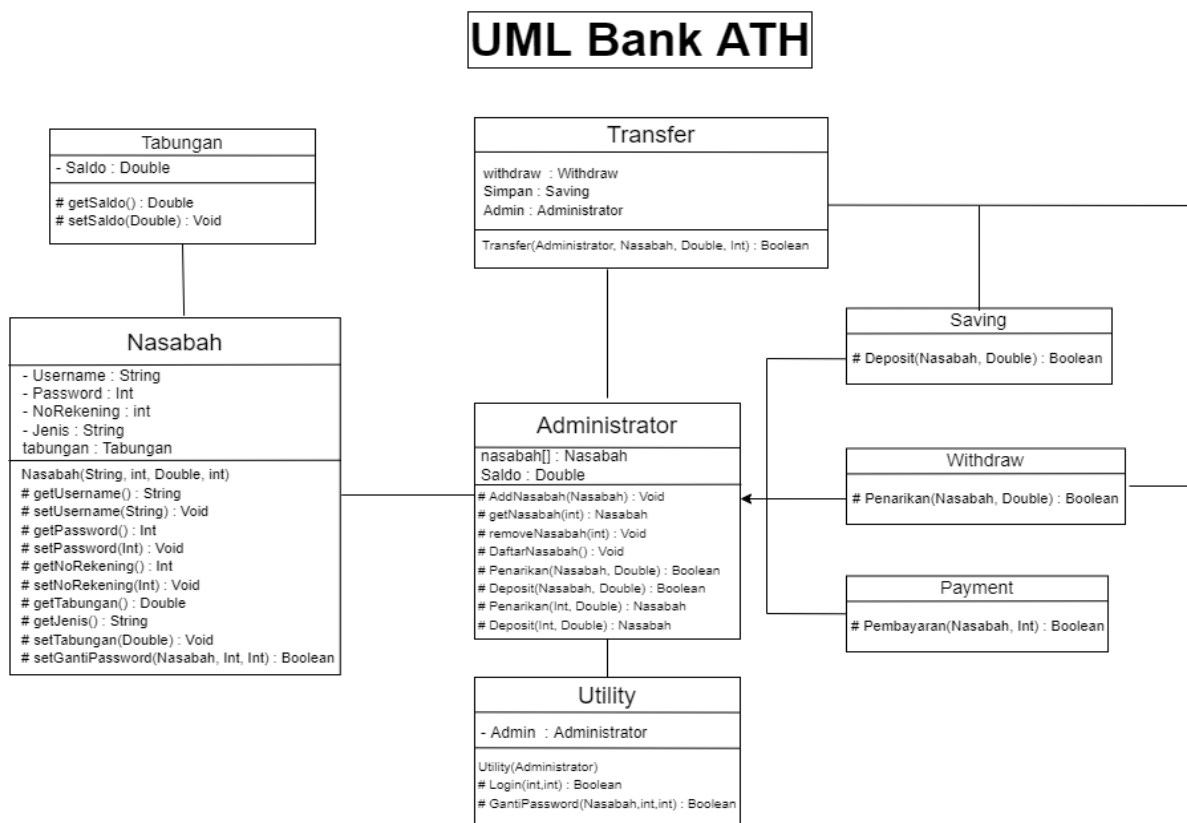 UML Bank ATH
Tabungan
- Saldo : Double
# getSaldo() : Double
# setSaldo(Double) : Void
Transfer
withdraw : Withdraw
Simpan : Saving
Admin : Administrator
Transfer(Administrator, Nasabah, Double, Int) : Boolean
Nasabah
- Username : String
- Password : Int
- NoRekening : int
- Jenis : String
tabungan : Tabungan
Nasabah(String, int, Double, int)
# getUsername() : String
# setUsername(String) : Void
# getPassword() : Int
# setPassword(Int) : Void
# getNoRekening() : Int
# setNoRekening(Int) : Void
# getTabungan() : Double
# getJenis() : String
# setTabungan(Double) : Void
# setGantiPassword(Nasabah, Int, Int) : Boolean
Administrator
nasabah[] : Nasabah
Saldo : Double
# AddNasabah(Nasabah) : Void
# getNasabah(int) : Nasabah
# removeNasabah(int) : Void
# DaftarNasabah() : Void
# Penarikan(Nasabah, Double) : Boolean
# Deposit(Nasabah, Double) : Boolean
# Penarikan(Int, Double) : Nasabah
# Deposit(Int, Double) : Nasabah
Saving
# Deposit(Nasabah, Double) : Boolean
Withdraw
# Penarikan(Nasabah, Double) : Boolean
Payment
# Pembayaran(Nasabah, Int) : Boolean
Utility
- Admin : Administrator
Utility(Administrator)
# Login(int,int) : Boolean
# GantiPassword(Nasabah,int,int) : Boolean